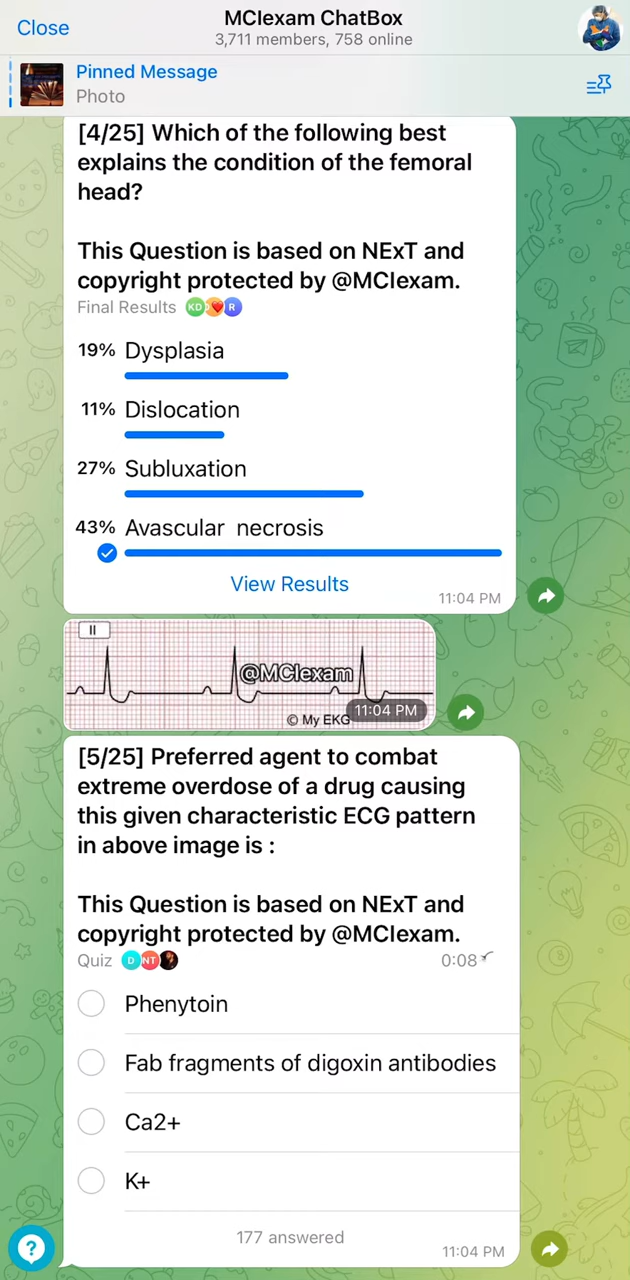 Close
MCIexam ChatBox
3,711 members, 758 online
Pinned Message
Photo
[4/25] Which of the following best
explains the condition of the femoral
head?
This Question is based on NExT and
copyright protected by @MCIexam.
Final Results KD R
19% Dysplasia
11% Dislocation
27% Subluxation
43% Avascular necrosis
View Results
11:04 PM
II
@MCIexam
11:04 PM
© My EKG
[5/25] Preferred agent to combat
extreme overdose of a drug causing
this given characteristic ECG pattern
in above image is :
This Question is based on NExT and
copyright protected by @MCIexam.
Quiz D NT 0:08
Phenytoin
Fab fragments of digoxin antibodies
Ca2+
K+
177 answered
11:04 PM
?